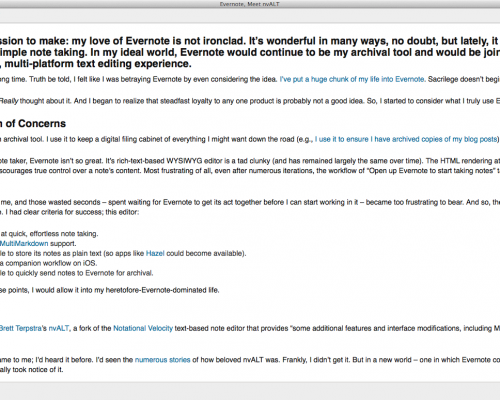 Evernote, Meet nvALT
ssion to make: my love of Evernote is not ironclad. It's wonderful in many ways, no doubt, but lately, it
simple note taking. In my ideal world, Evernote would continue to be my archival tool and would be join
, multi-platform text editing experience.
ng time. Truth be told, I felt like I was betraying Evernote by even considering the idea. I've put a huge chunk of my life into Evernote. Sacrilege doesn't begi
Really thought about it. And I began to realize that steadfast loyalty to any one product is probably not a good idea. So, I started to consider what I truly use E
n of Concerns
n archival tool. I use it to keep a digital filing cabinet of everything I might want down the road (e.g., I use it to ensure I have archived copies of my blog posts)
ote taker, Evernote isn't so great. It's rich-text-based WYSIWYG editor is a tad clunky (and has remained largely the same over time). The HTML rendering at
scourages true control over a note's content. Most frustrating of all, even after numerous iterations, the workflow of "Open up Evernote to start taking notes" t
me, and those wasted seconds – spent waiting for Evernote to get its act together before I can start working in it – became too frustrating to bear. And so, the
. I had clear criteria for success; this editor:
at quick, effortless note taking.
MultiMarkdown support.
le to store its notes as plain text (so apps like Hazel could become available).
a companion workflow on iOS.
le to quickly send notes to Evernote for archival.
se points, I would allow it into my heretofore-Evernote-dominated life.
Brett Terpstra's nvALT, a fork of the Notational Velocity text-based note editor that provides "some additional features and interface modifications, including M
ame to me; I'd heard it before. I'd seen the numerous stories of how beloved nvALT was. Frankly, I didn't get it. But in a new world – one in which Evernote co
ally took notice of it.